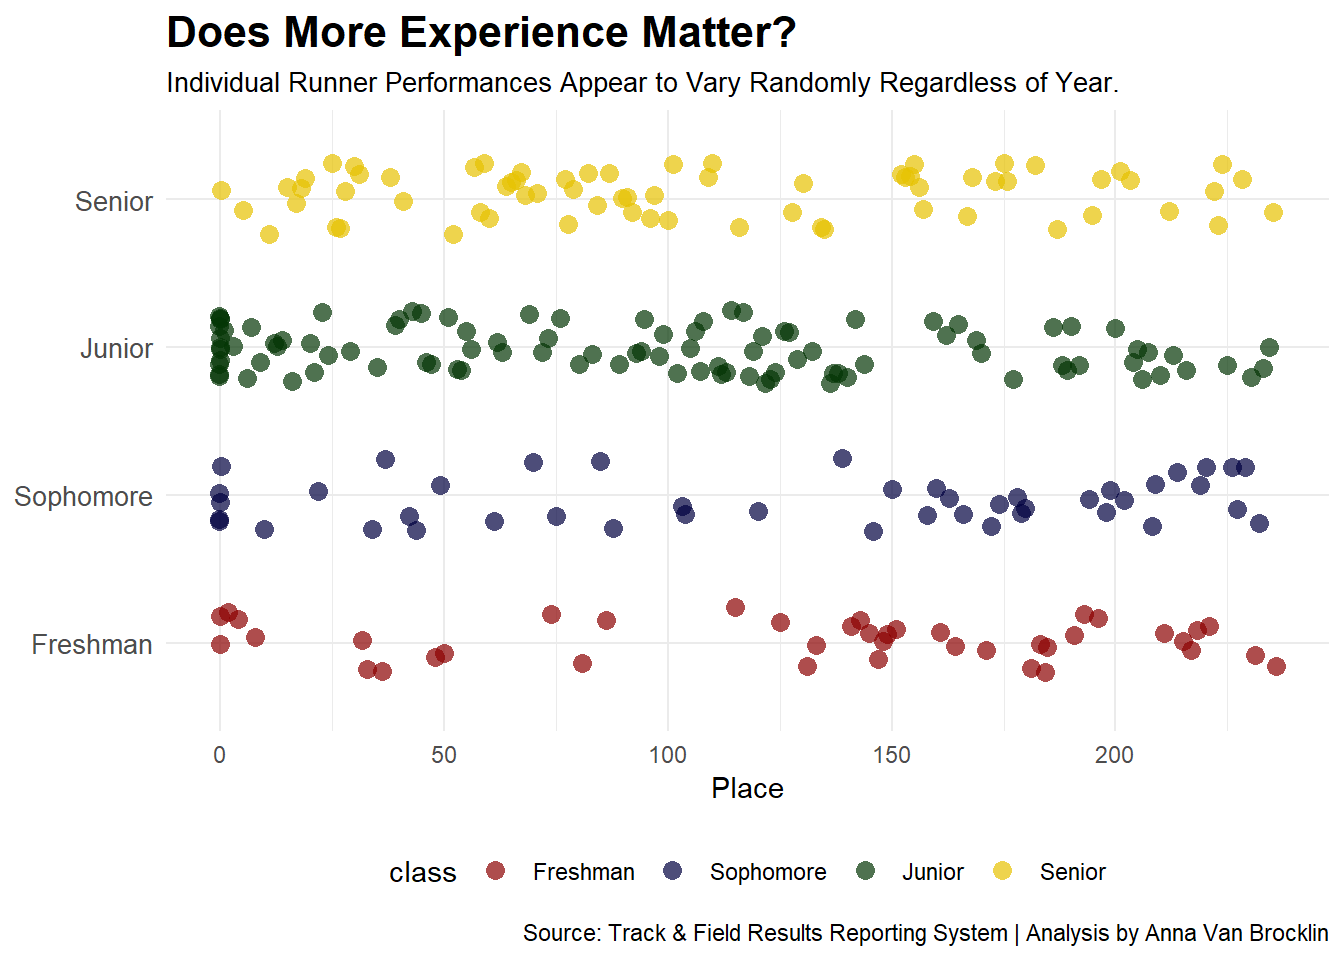 Does More Experience Matter?
Individual Runner Performances Appear to Vary Randomly Regardless of Year.
Senior
Junior
Sophomore
Freshman
0 50 100 150 200
Place
class Freshman Sophomore Junior Senior
Source: Track & Field Results Reporting System | Analysis by Anna Van Brocklin